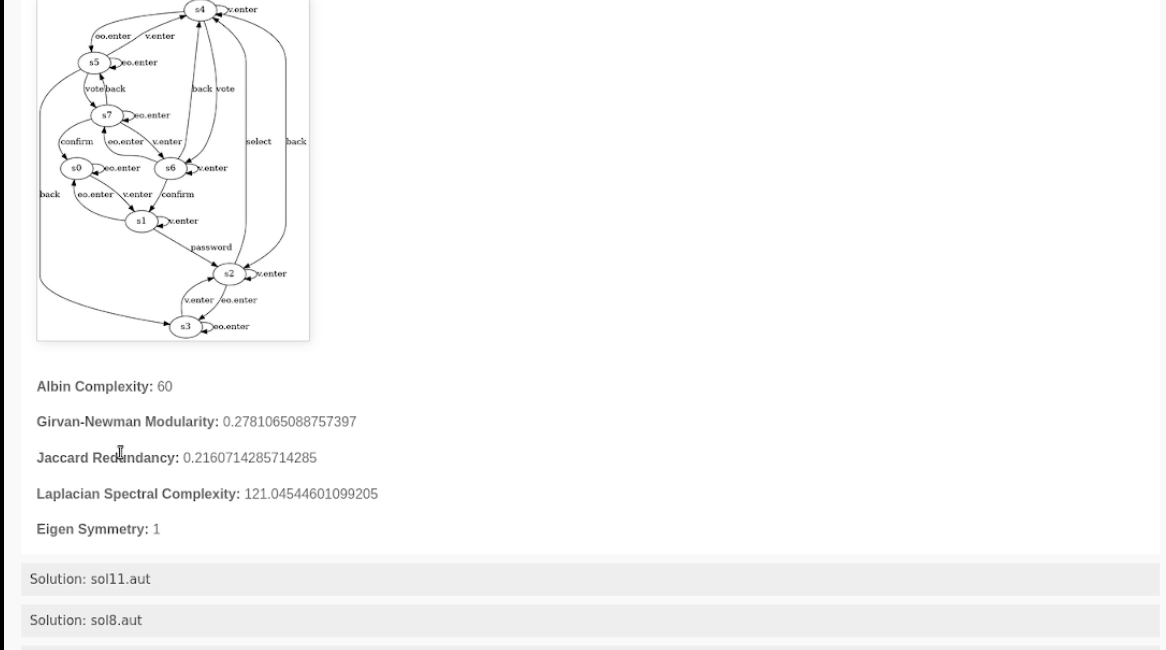 s4 v.enter
eo.enter v.enter
s5 eo.enter
vote back back vote
s7 eo.enter
confirm eo.enter v.enter select back
s0 eo.enter s6 v.enter
back eo.enter v.enter confirm
s1 v.enter
password
s2 v.enter
v.enter eo.enter
s3 eo.enter
Albin Complexity: 60
Girvan-Newman Modularity: 0.2781065088757397
Jaccard Redundancy: 0.2160714285714285
Laplacian Spectral Complexity: 121.04544601099205
Eigen Symmetry: 1
Solution: sol11.aut
Solution: sol8.aut